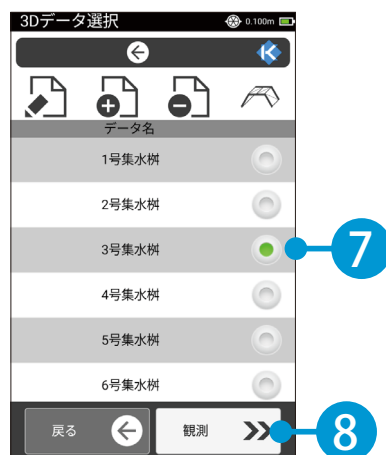 3Dデータ選択 0.100m
データ名
1号集水桝
2号集水桝
3号集水桝
7
4号集水桝
5号集水桝
6号集水桝
戻る 観測 8